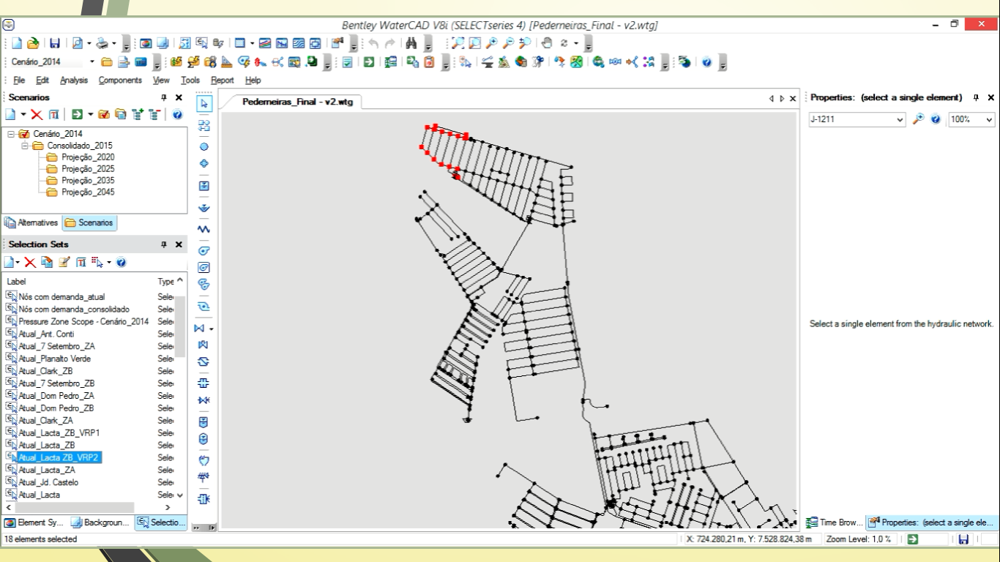 Bentley WaterCAD V8i (SELECTseries 4) [Pederneiras_Final - v2.wtg]
Cenário_2014
File Edit Analysis Components View Tools Report Help
Scenarios
Cenário_2014
Consolidado_2015
Projeção_2020
Projeção_2025
Projeção_2035
Projeção_2045
Alternatives Scenarios
Selection Sets
Label Type
Nós com demanda_atual Sele
Nós com demanda_consolidado Sele
Pressure Zone Scope - Cenário_2014 Sele
Atual_Ant. Conti Sele
Atual_7 Setembro_ZA Sele
Atual_Planalto Verde Sele
Atual_Clark_ZB Sele
Atual_7 Setembro_ZB Sele
Atual_Dom Pedro_ZA Sele
Atual_Dom Pedro_ZB Sele
Atual_Clark_ZA Sele
Atual_Lacta_ZB_VRP1 Sele
Atual_Lacta_ZB Sele
Atual_Lacta ZB_VRP2 Sele
Atual_Lacta_ZA Sele
Atual_Jd. Castelo Sele
Atual_Lacta Sele
Element Sy... Backgroun... Selectio...
18 elements selected
Pederneiras_Final - v2.wtg
Properties: (select a single element)
J-1211 100%
Select a single element from the hydraulic network.
Time Brow... Properties: (select a single ele...
X: 724.280,21 m, Y: 7.528.824,38 m Zoom Level: 1,0 %